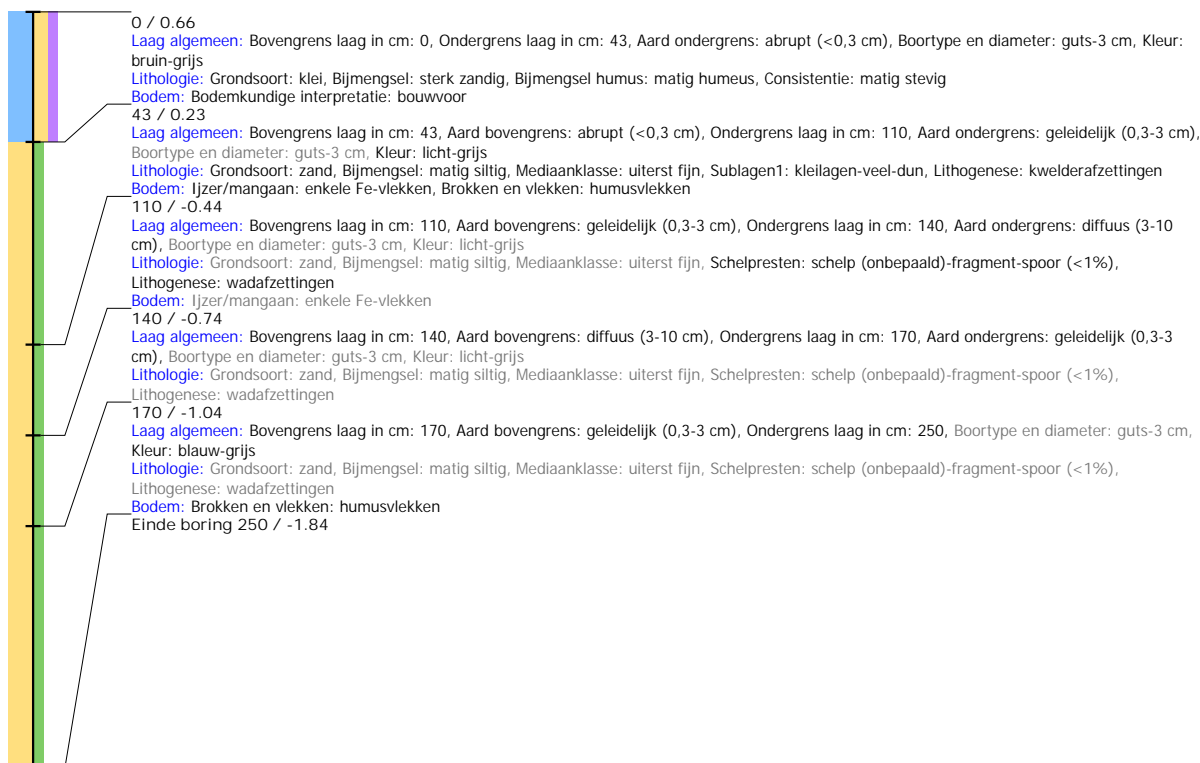 0 / 0.66
Laag algemeen: Bovengrens laag in cm: 0, Ondergrens laag in cm: 43, Aard ondergrens: abrupt (<0,3 cm), Boortype en diameter: guts-3 cm, Kleur:
bruin-grijs
Lithologie: Grondsoort: klei, Bijmengsel: sterk zandig, Bijmengsel humus: matig humeus, Consistentie: matig stevig
Bodem: Bodemkundige interpretatie: bouwvoor
43 / 0.23
Laag algemeen: Bovengrens laag in cm: 43, Aard bovengrens: abrupt (<0,3 cm), Ondergrens laag in cm: 110, Aard ondergrens: geleidelijk (0,3-3 cm),
Boortype en diameter: guts-3 cm, Kleur: licht-grijs
Lithologie: Grondsoort: zand, Bijmengsel: matig siltig, Mediaanklasse: uiterst fijn, Sublagen1: kleilagen-veel-dun, Lithogenese: kwelderafzettingen
Bodem: Ijzer/mangaan: enkele Fe-vlekken, Brokken en vlekken: humusvlekken
110 / -0.44
Laag algemeen: Bovengrens laag in cm: 110, Aard bovengrens: geleidelijk (0,3-3 cm), Ondergrens laag in cm: 140, Aard ondergrens: diffuus (3-10
cm), Boortype en diameter: guts-3 cm, Kleur: licht-grijs
Lithologie: Grondsoort: zand, Bijmengsel: matig siltig, Mediaanklasse: uiterst fijn, Schelpresten: schelp (onbepaald)-fragment-spoor (<1%),
Lithogenese: wadafzettingen
Bodem: Ijzer/mangaan: enkele Fe-vlekken
140 / -0.74
Laag algemeen: Bovengrens laag in cm: 140, Aard bovengrens: diffuus (3-10 cm), Ondergrens laag in cm: 170, Aard ondergrens: geleidelijk (0,3-3
cm), Boortype en diameter: guts-3 cm, Kleur: licht-grijs
Lithologie: Grondsoort: zand, Bijmengsel: matig siltig, Mediaanklasse: uiterst fijn, Schelpresten: schelp (onbepaald)-fragment-spoor (<1%),
Lithogenese: wadafzettingen
170 / -1.04
Laag algemeen: Bovengrens laag in cm: 170, Aard bovengrens: geleidelijk (0,3-3 cm), Ondergrens laag in cm: 250, Boortype en diameter: guts-3 cm,
Kleur: blauw-grijs
Lithologie: Grondsoort: zand, Bijmengsel: matig siltig, Mediaanklasse: uiterst fijn, Schelpresten: schelp (onbepaald)-fragment-spoor (<1%),
Lithogenese: wadafzettingen
Bodem: Brokken en vlekken: humusvlekken
Einde boring 250 / -1.84